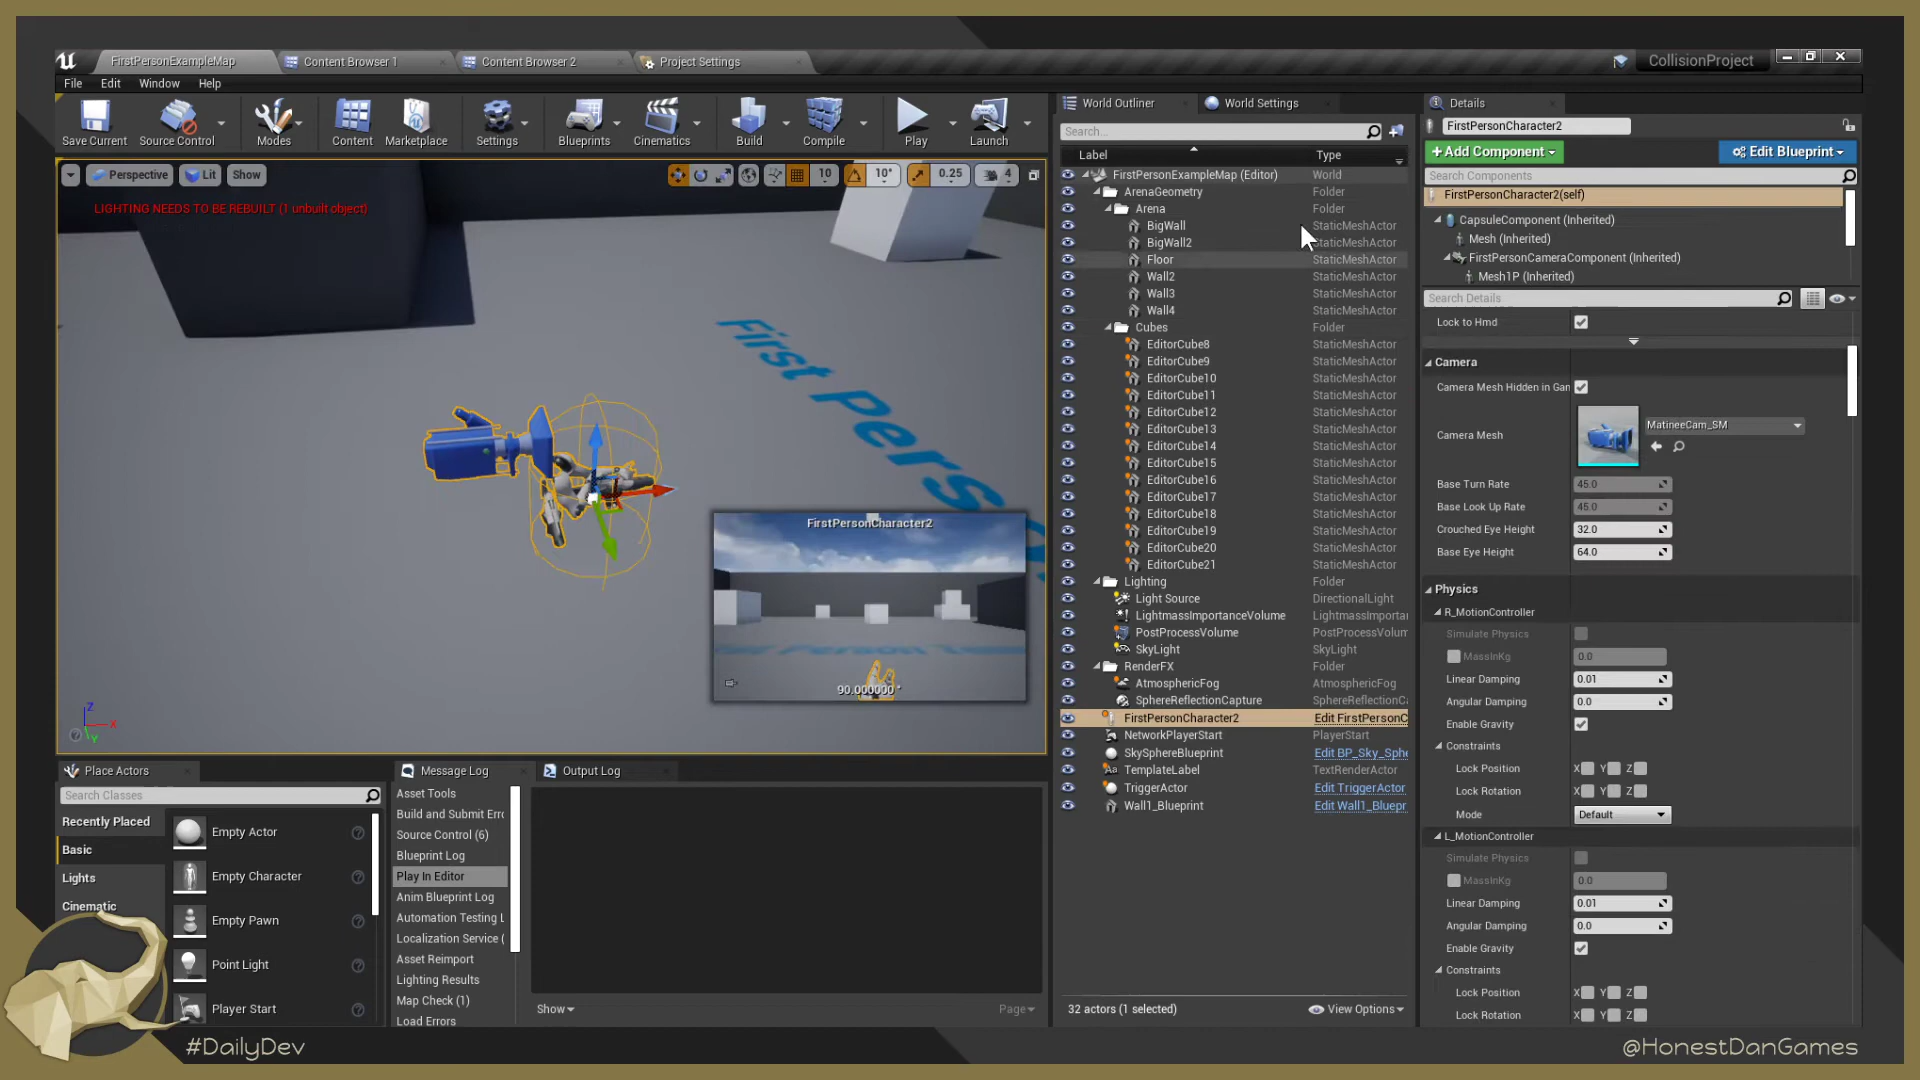 FirstPersonExampleMap
Content Browser 1
Content Browser 2
Project Settings
CollisionProject
File
Edit
Window
Help
Save Current
Source Control
Modes
Content
Marketplace
Settings
Blueprints
Cinematics
Build
Compile
Play
Launch
Perspective
Lit
Show
10
10°
0.25
4
LIGHTING NEEDS TO BE REBUILT (1 unbuilt object)
First Pers
FirstPersonCharacter2
90.000000 °
Z
X
Y
World Outliner
World Settings
Search...
Label
Type
FirstPersonExampleMap (Editor)
World
ArenaGeometry
Folder
Arena
Folder
BigWall
StaticMeshActor
BigWall2
StaticMeshActor
Floor
StaticMeshActor
Wall2
StaticMeshActor
Wall3
StaticMeshActor
Wall4
StaticMeshActor
Cubes
Folder
EditorCube8
StaticMeshActor
EditorCube9
StaticMeshActor
EditorCube10
StaticMeshActor
EditorCube11
StaticMeshActor
EditorCube12
StaticMeshActor
EditorCube13
StaticMeshActor
EditorCube14
StaticMeshActor
EditorCube15
StaticMeshActor
EditorCube16
StaticMeshActor
EditorCube17
StaticMeshActor
EditorCube18
StaticMeshActor
EditorCube19
StaticMeshActor
EditorCube20
StaticMeshActor
EditorCube21
StaticMeshActor
Lighting
Folder
Light Source
DirectionalLight
LightmassImportanceVolume
LightmassImporta
PostProcessVolume
PostProcessVolum
SkyLight
SkyLight
RenderFX
Folder
AtmosphericFog
AtmosphericFog
SphereReflectionCapture
SphereReflectionCa
FirstPersonCharacter2
Edit FirstPersonC
NetworkPlayerStart
PlayerStart
SkySphereBlueprint
Edit BP_Sky_Sphe
TemplateLabel
TextRenderActor
TriggerActor
Edit TriggerActor
Wall1_Blueprint
Edit Wall1_Bluepr
32 actors (1 selected)
View Options
Details
FirstPersonCharacter2
+ Add Component
Edit Blueprint
Search Components
FirstPersonCharacter2(self)
CapsuleComponent (Inherited)
Mesh (Inherited)
FirstPersonCameraComponent (Inherited)
Mesh1P (Inherited)
Search Details
Lock to Hmd
Camera
Camera Mesh Hidden in Gan
Camera Mesh
MatineeCam_SM
Base Turn Rate
45.0
Base Look Up Rate
45.0
Crouched Eye Height
32.0
Base Eye Height
64.0
Physics
R_MotionController
Simulate Physics
MassInKg
0.0
Linear Damping
0.01
Angular Damping
0.0
Enable Gravity
Constraints
Lock Position
X Y Z
Lock Rotation
X Y Z
Mode
Default
L_MotionController
Simulate Physics
MassInKg
0.0
Linear Damping
0.01
Angular Damping
0.0
Enable Gravity
Constraints
Lock Position
X Y Z
Lock Rotation
X Y Z
Place Actors
Search Classes
Recently Placed
Basic
Lights
Cinematic
Empty Actor
Empty Character
Empty Pawn
Point Light
Player Start
Message Log
Output Log
Asset Tools
Build and Submit Erro
Source Control (6)
Blueprint Log
Play In Editor
Anim Blueprint Log
Automation Testing L
Localization Service (
Asset Reimport
Lighting Results
Map Check (1)
Load Errors
Show
Page
#DailyDev
@HonestDanGames